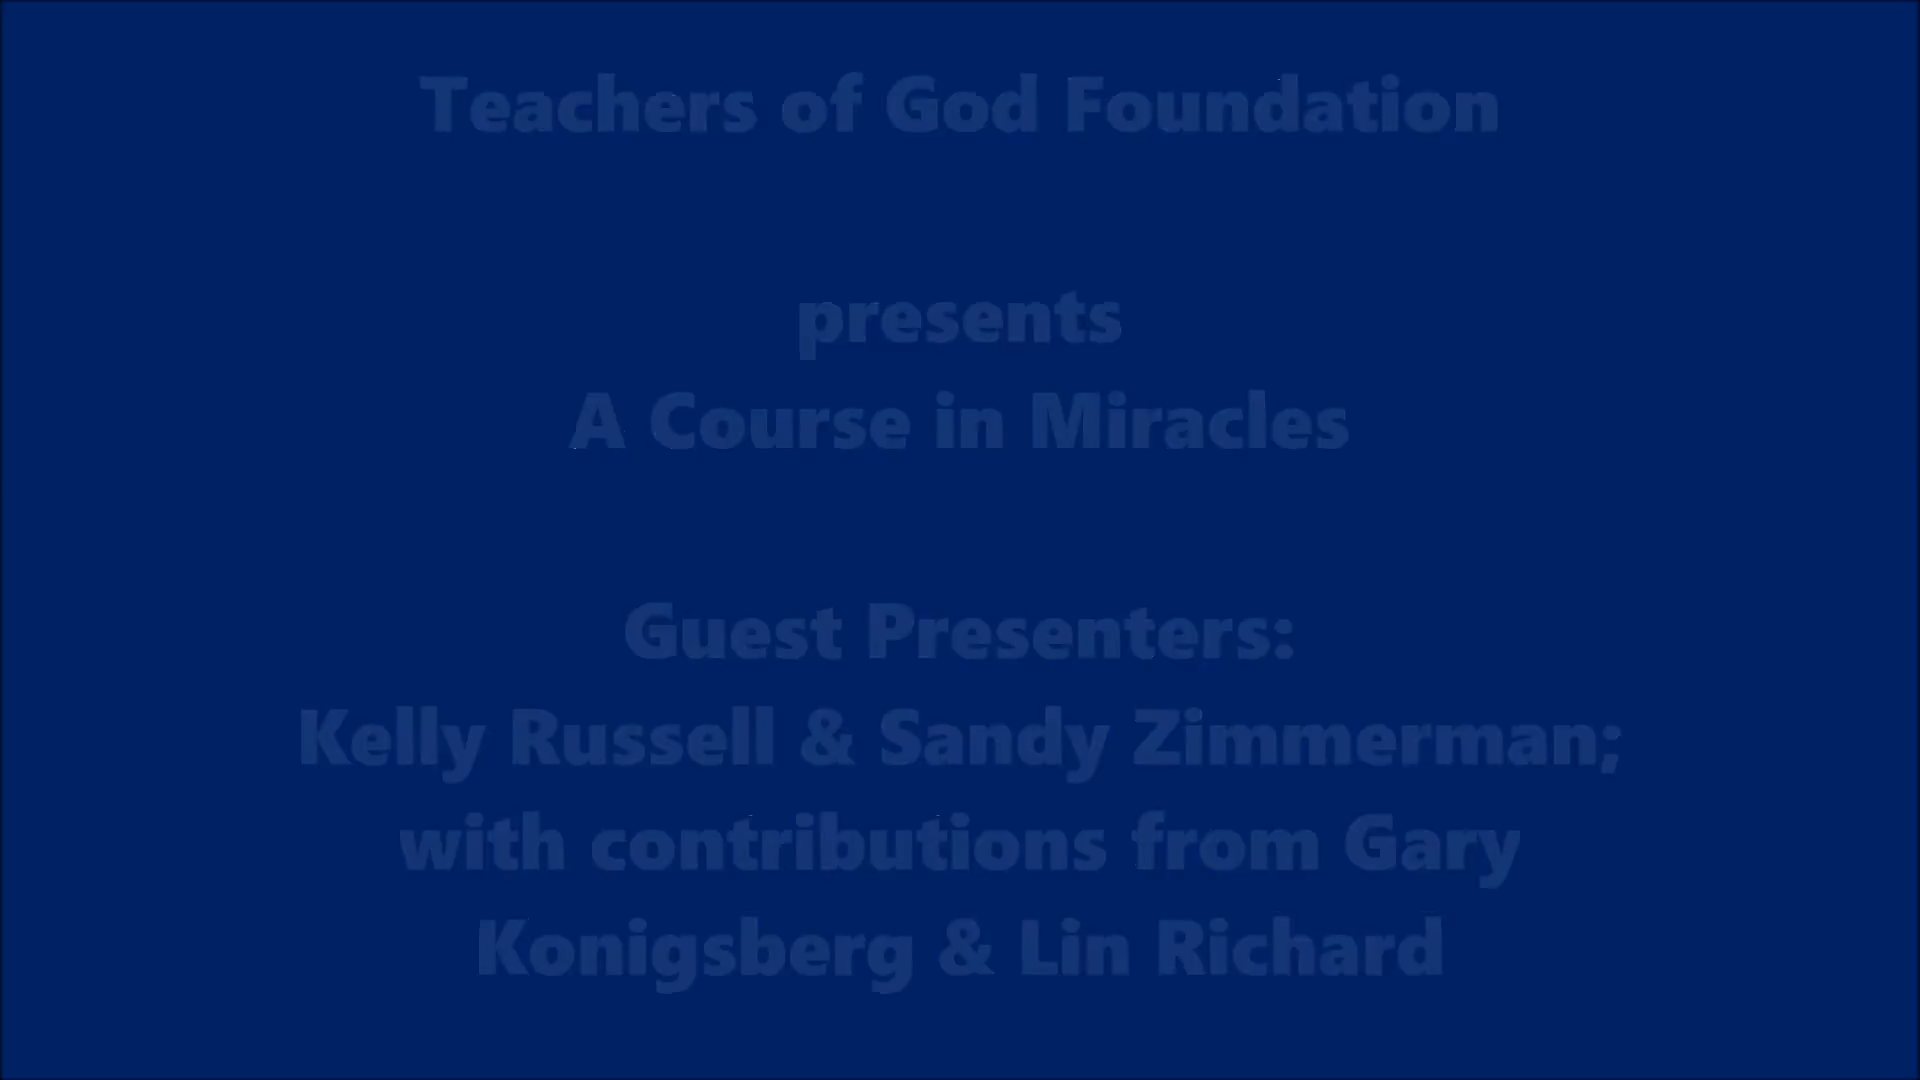 Teachers of God Foundation
presents
A Course in Miracles
Guest Presenters:
Kelly Russell & Sandy Zimmerman;
with contributions from Gary
Konigsberg & Lin Richard